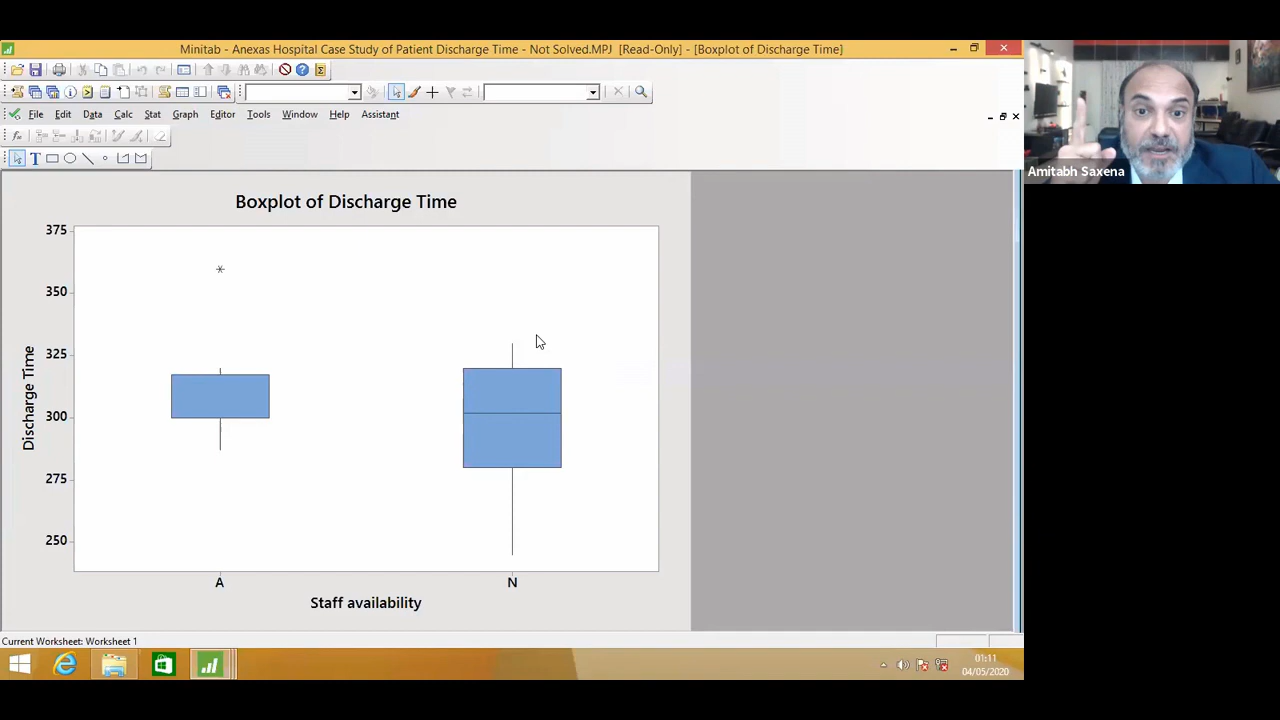 Minitab - Anexas Hospital Case Study of Patient Discharge Time - Not Solved.MPJ [Read-Only] - [Boxplot of Discharge Time]
File Edit Data Calc Stat Graph Editor Tools Window Help Assistant
Amitabh Saxena
Boxplot of Discharge Time
375
350
325
300
275
250
Discharge Time
A N
Staff availability
Current Worksheet: Worksheet 1
01:11
04/05/2020